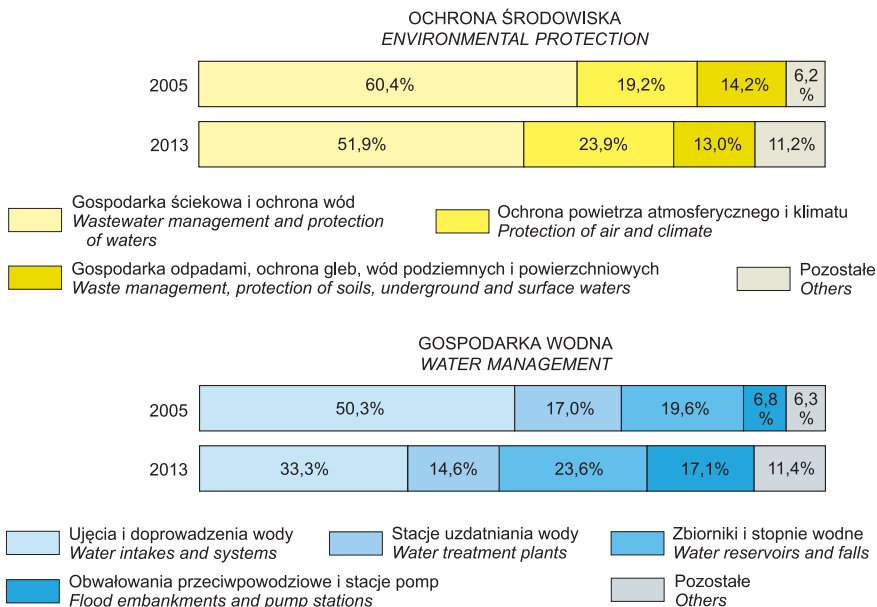 OCHRONA ŚRODOWISKA
ENVIRONMENTAL PROTECTION
2005
60,4%
19,2%
14,2%
6,2
%
2013
51,9%
23,9%
13,0%
11,2%
Gospodarka ściekowa i ochrona wód
Wastewater management and protection
of waters
Ochrona powietrza atmosferycznego i klimatu
Protection of air and climate
Gospodarka odpadami, ochrona gleb, wód podziemnych i powierzchniowych
Waste management, protection of soils, underground and surface waters
Pozostałe
Others
GOSPODARKA WODNA
WATER MANAGEMENT
2005
50,3%
17,0%
19,6%
6,8
%
6,3
%
2013
33,3%
14,6%
23,6%
17,1%
11,4%
Ujęcia i doprowadzenia wody
Water intakes and systems
Stacje uzdatniania wody
Water treatment plants
Zbiorniki i stopnie wodne
Water reservoirs and falls
Obwałowania przeciwpowodziowe i stacje pomp
Flood embankments and pump stations
Pozostałe
Others